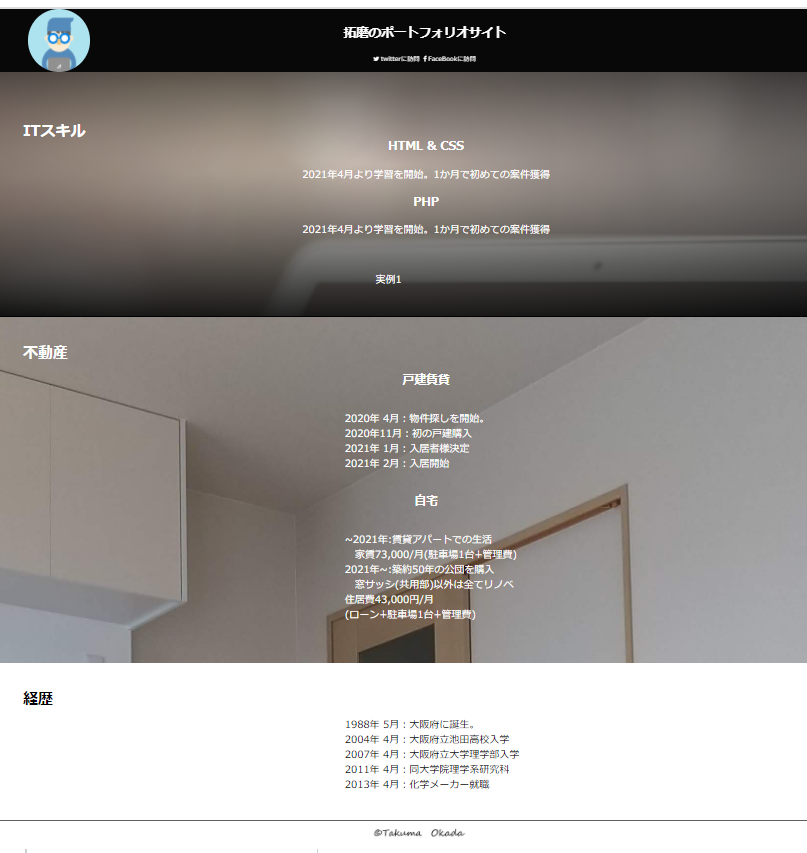 拓磨のポートフォリオサイト
twitterに訪問 FaceBookに訪問
ITスキル
HTML & CSS
2021年4月より学習を開始。1か月で初めての案件獲得
PHP
2021年4月より学習を開始。1か月で初めての案件獲得
実例1
不動産
戸建賃貸
2020年 4月：物件探しを開始。
2020年11月：初の戸建購入
2021年 1月：入居者様決定
2021年 2月：入居開始
自宅
~2021年:賃貸アパートでの生活
家賃73,000/月(駐車場1台+管理費)
2021年~:築約50年の公団を購入
窓サッシ(共用部)以外は全てリノベ
住居費43,000円/月
(ローン+駐車場1台+管理費)
経歴
1988年 5月：大阪府に誕生。
2004年 4月：大阪府立池田高校入学
2007年 4月：大阪府立大学理学部入学
2011年 4月：同大学院理学系研究科
2013年 4月：化学メーカー就職
©Takuma Okada